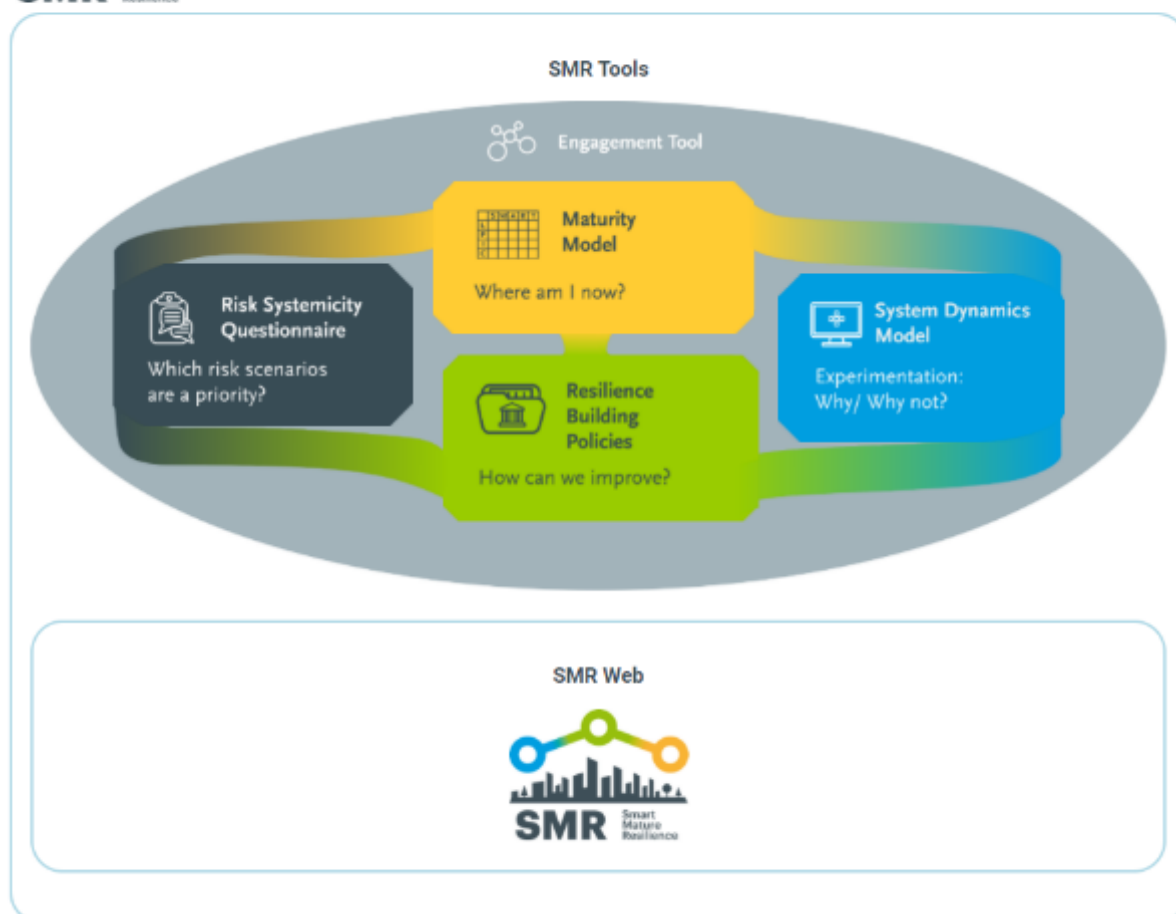 SMR Tools
Engagement Tool
Maturity
Model
Where am I now?
Risk Systemicity
Questionnaire
Which risk scenarios
are a priority?
System Dynamics
Model
Experimentation:
Why/ Why not?
Resilience
Building
Policies
How can we improve?
SMR Web
SMR
Smart
Mature
Resilience